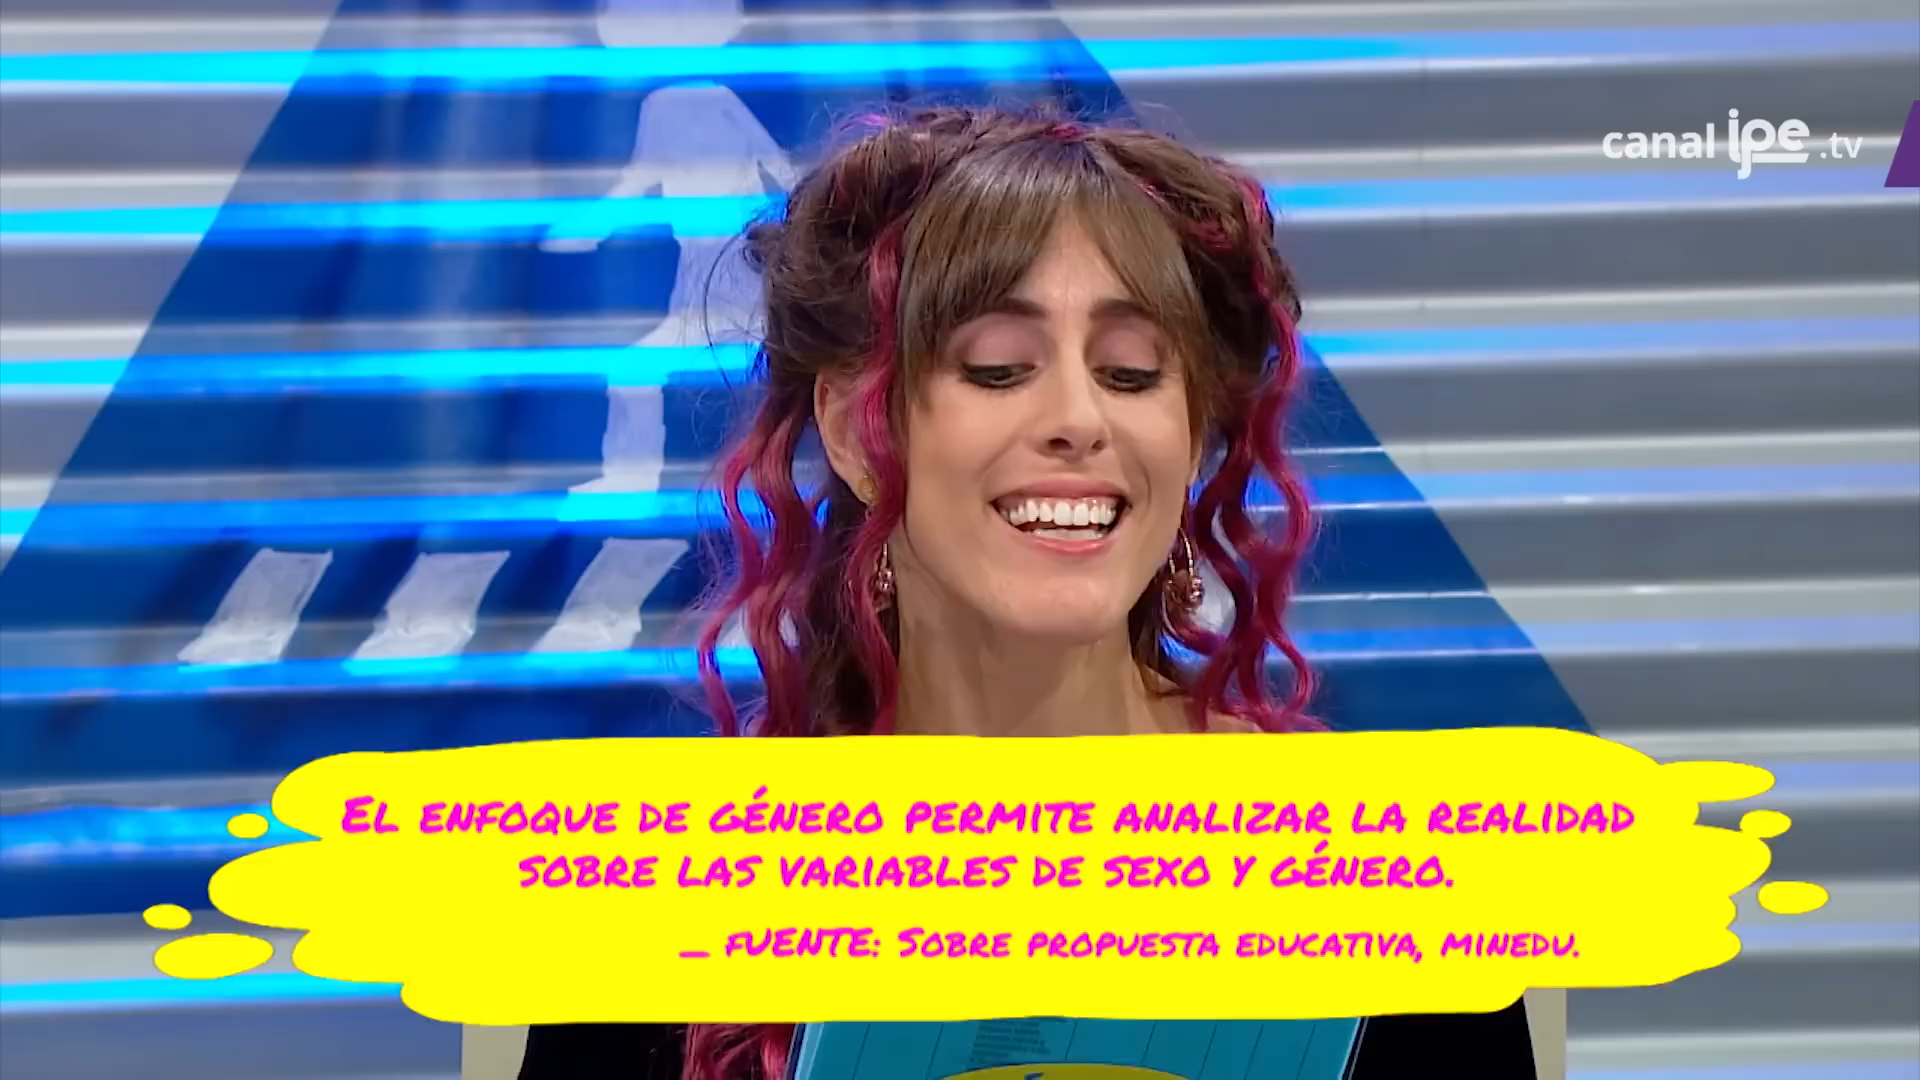 canal ipe .tv
El enfoque de género permite analizar la realidad
sobre las variables de sexo y género.
_ fuente: Sobre propuesta educativa, minedu.